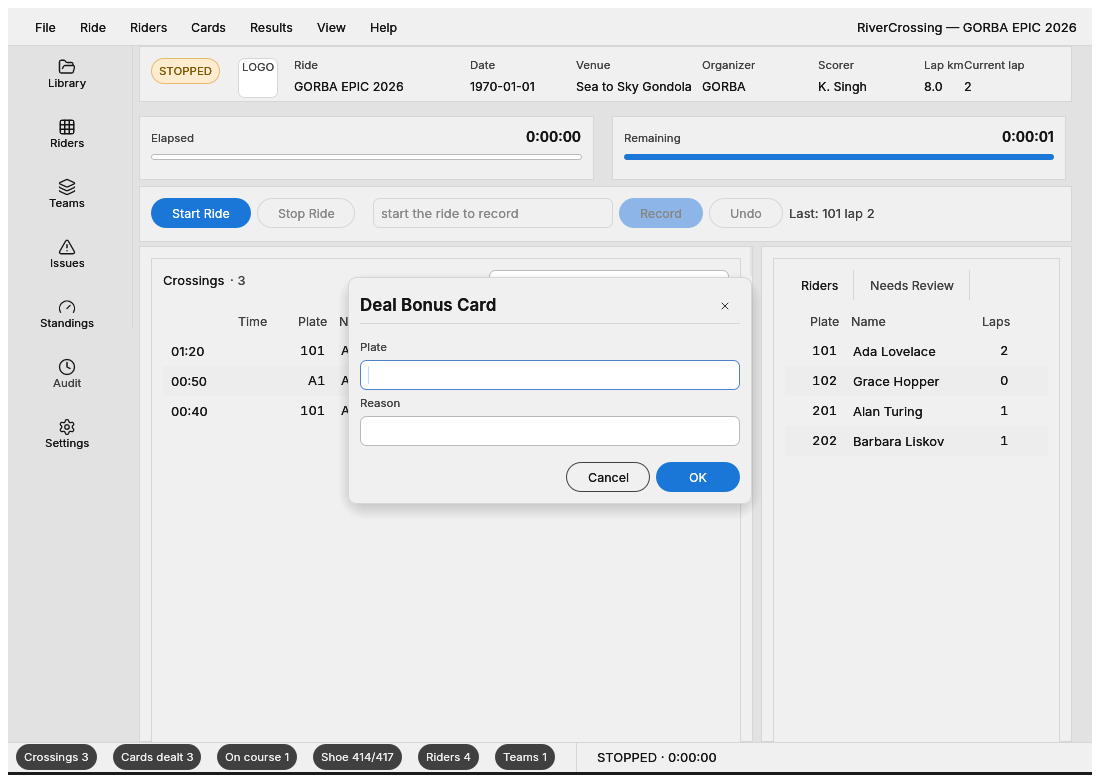 File Ride Riders Cards Results View Help RiverCrossing — GORBA EPIC 2026
Library
Riders
Teams
Issues
Standings
Audit
Settings
STOPPED LOGO Ride Date Venue Organizer Scorer Lap km Current lap
GORBA EPIC 2026 1970-01-01 Sea to Sky Gondola GORBA K. Singh 8.0 2
Elapsed 0:00:00 Remaining 0:00:01
Start Ride Stop Ride start the ride to record Record Undo Last: 101 lap 2
Crossings · 3
Time Plate N
01:20 101 A
00:50 A1 A
00:40 101 A
Deal Bonus Card ×
Plate
Reason
Cancel OK
Riders Needs Review
Plate Name Laps
101 Ada Lovelace 2
102 Grace Hopper 0
201 Alan Turing 1
202 Barbara Liskov 1
Crossings 3 Cards dealt 3 On course 1 Shoe 414/417 Riders 4 Teams 1 STOPPED · 0:00:00